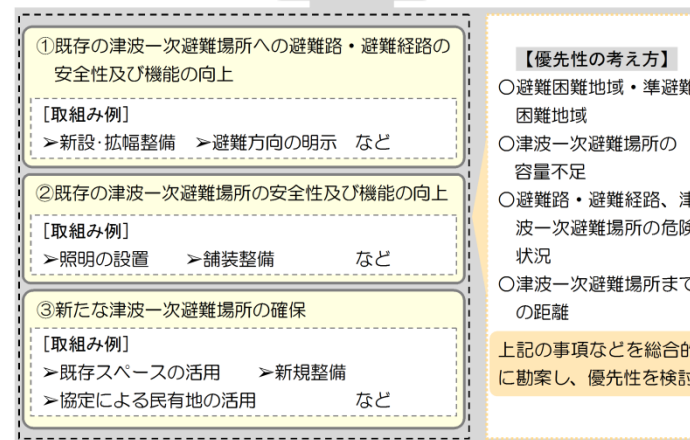 ①既存の津波一次避難場所への避難路・避難経路の
安全性及び機能の向上
[取組み例]
➢新設・拡幅整備 ➢避難方向の明示 など
②既存の津波一次避難場所の安全性及び機能の向上
[取組み例]
➢照明の設置 ➢舗装整備 など
③新たな津波一次避難場所の確保
[取組み例]
➢既存スペースの活用 ➢新規整備
➢協定による民有地の活用 など
【優先性の考え方】
○避難困難地域・準避難
困難地域
○津波一次避難場所の
容量不足
○避難路・避難経路、津
波一次避難場所の危険
状況
○津波一次避難場所まで
の距離
上記の事項などを総合的
に勘案し、優先性を検討